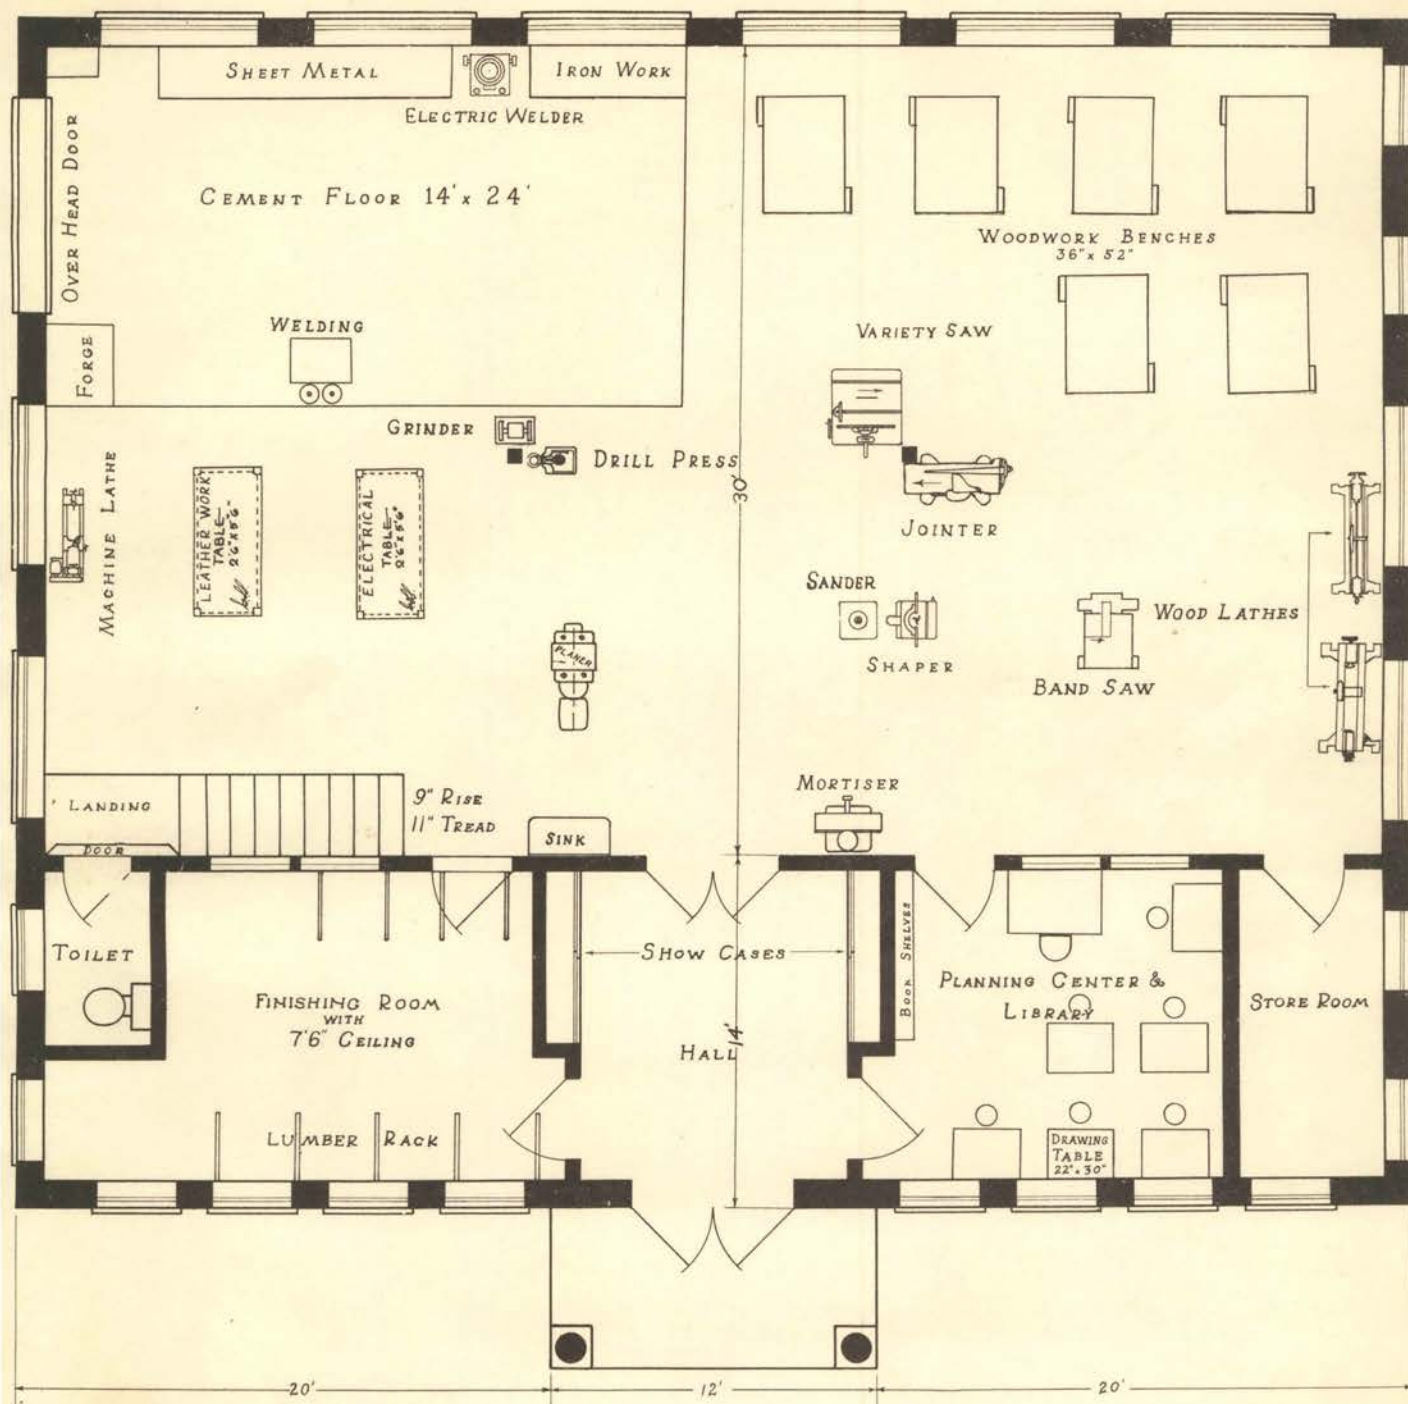 SHEET METAL
IRON WORK
ELECTRIC WELDER
OVER HEAD DOOR
CEMENT FLOOR 14' x 24'
WOODWORK BENCHES
36" x 52"
WELDING
FORGE
VARIETY SAW
GRINDER
DRILL PRESS
30'
MACHINE LATHE
LEATHER WORK
TABLE
2'6" x 5'6"
ELECTRICAL
TABLE
2'6" x 5'6"
JOINTER
SANDER
SHAPER
WOOD LATHES
BAND SAW
PLANER
MORTISER
LANDING
9" RISE
11" TREAD
SINK
DOOR
TOILET
FINISHING ROOM
WITH
7'6" CEILING
SHOW CASES
BOOK SHELVES
PLANNING CENTER &
LIBRARY
STORE ROOM
HALL
14'
LUMBER RACK
DRAWING
TABLE
22" x 30"
20'
12'
20'